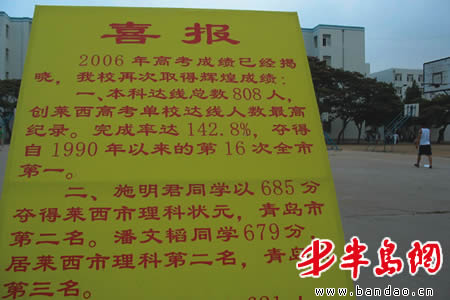 喜报
2006年高考成绩已经揭
晓，我校再次取得辉煌成绩：
一、本科达线总数808人，
创莱西高考单校达线人数最高
纪录。完成率达142.8%，夺得
自1990年以来的第16次全市
第一。
二、施明君同学以685分
夺得莱西市理科状元，青岛市
第二名。潘文韬同学679分，
居莱西市理科第二名，青岛
第三名。
半岛网
www.bandao.cn